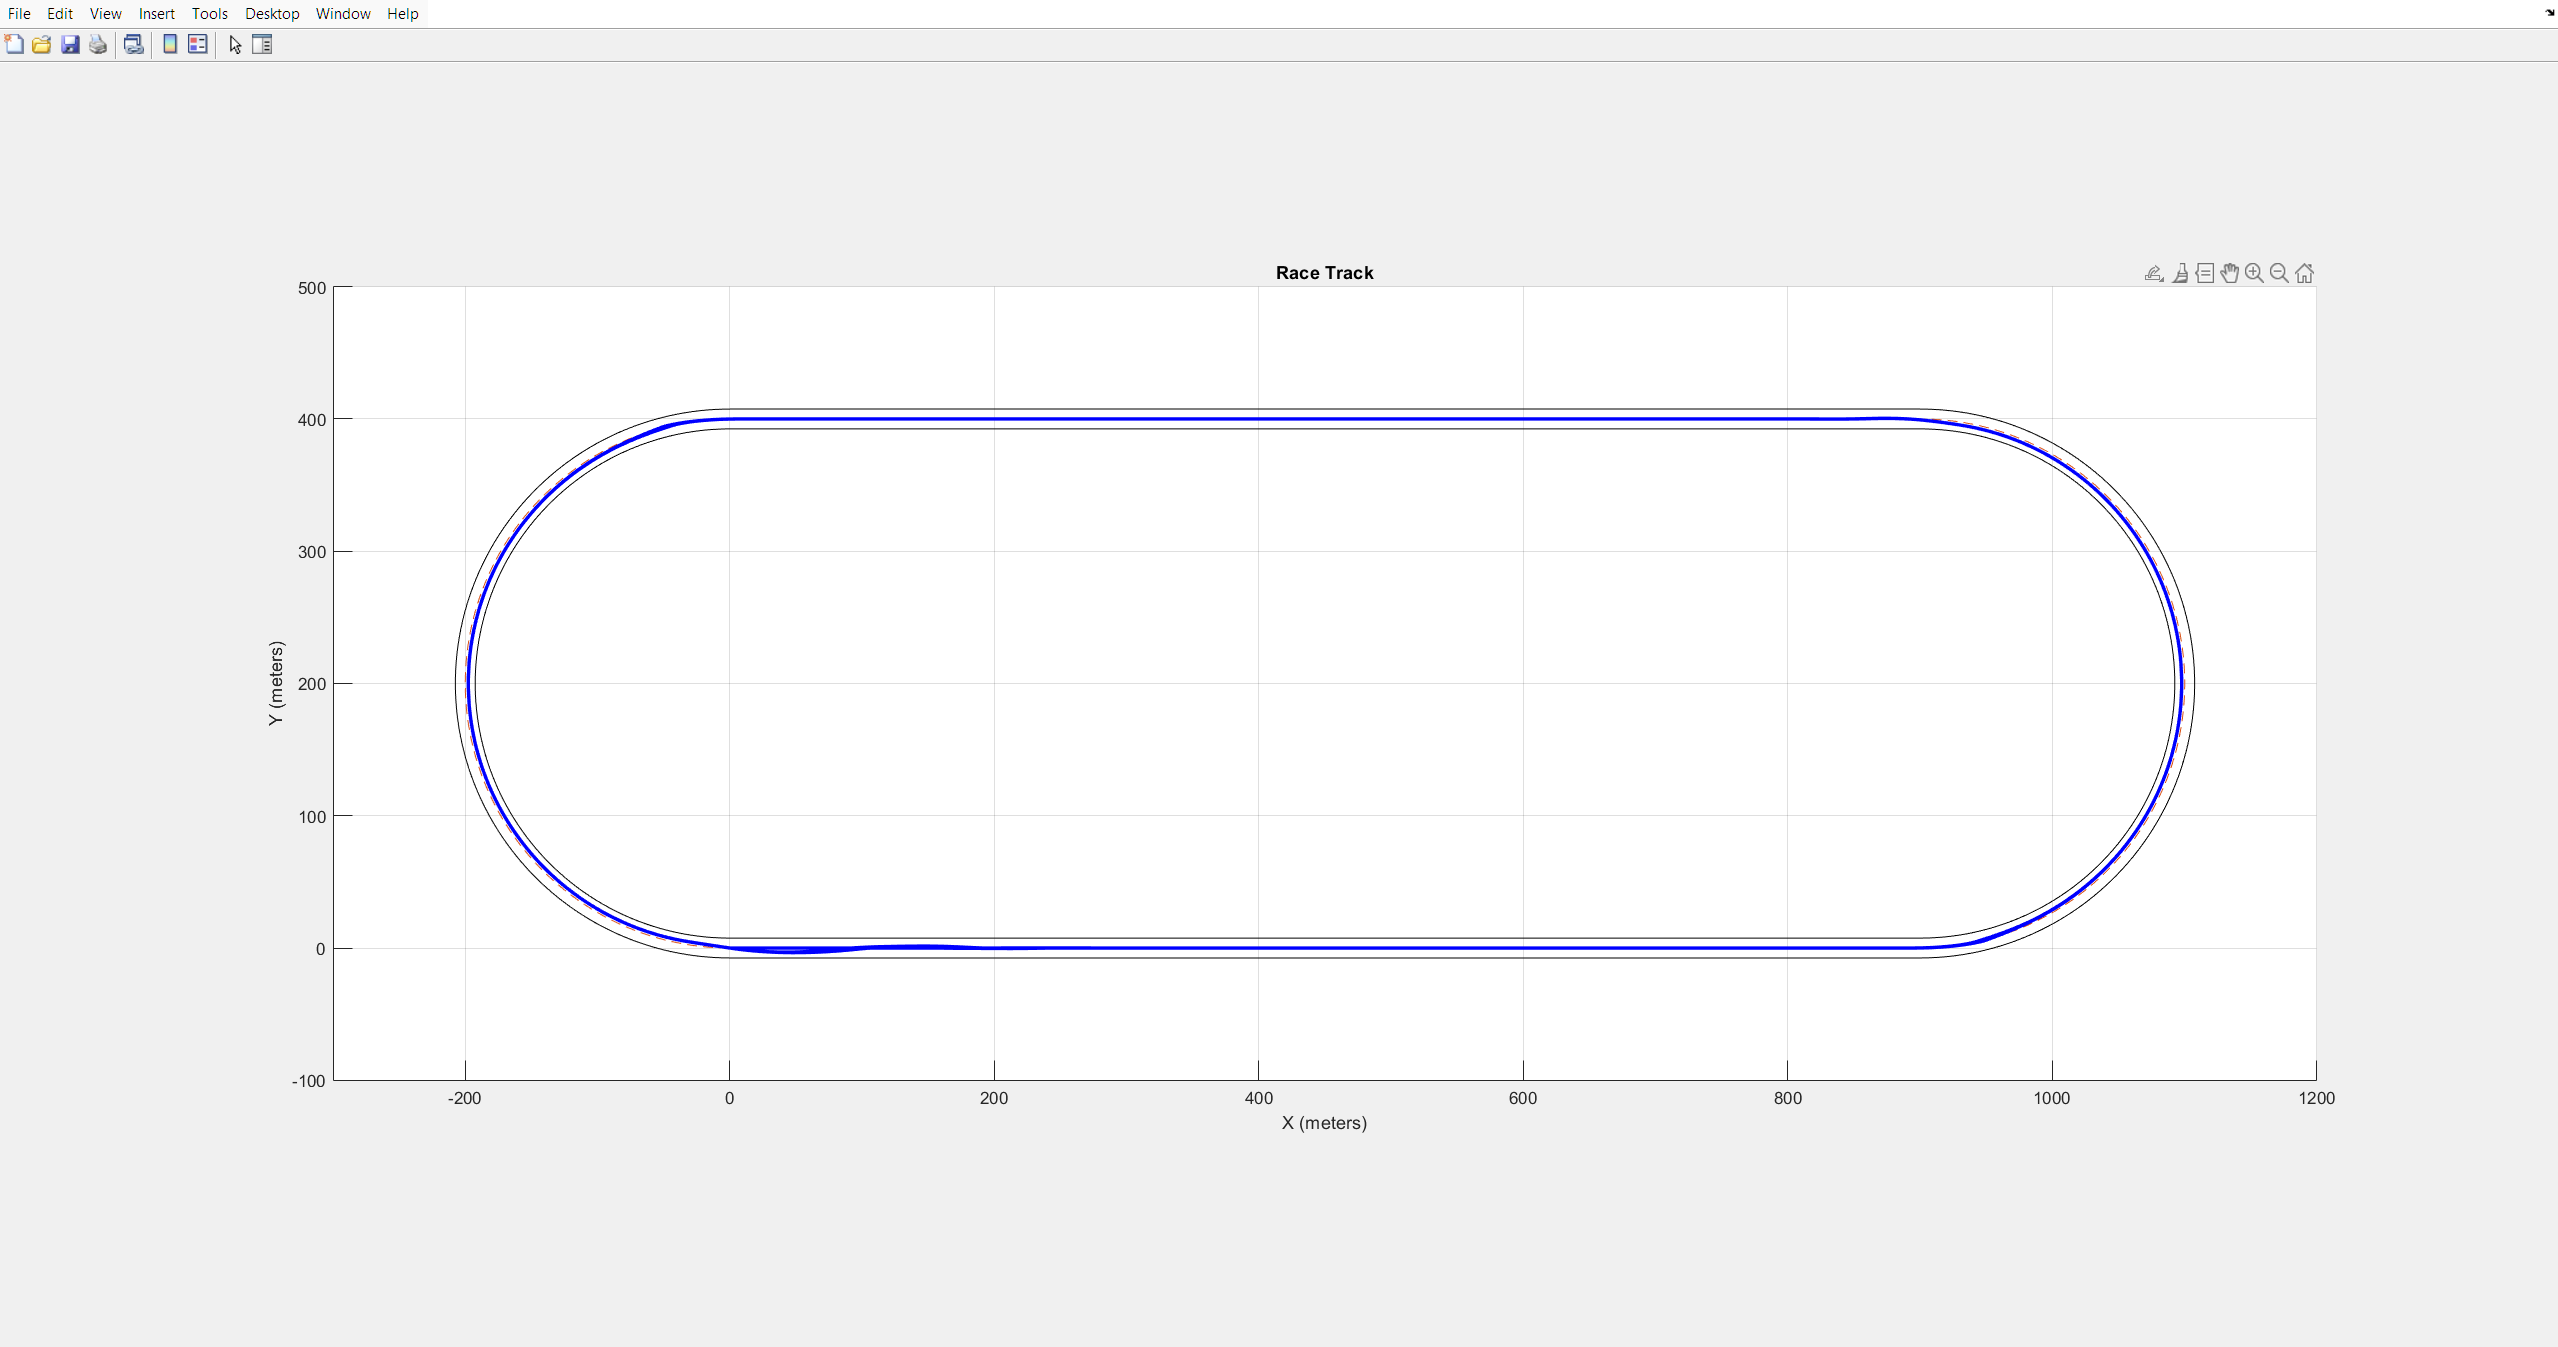 File Edit View Insert Tools Desktop Window Help
Race Track
500
400
300
200
100
0
-100
Y (meters)
-200 0 200 400 600 800 1000 1200
X (meters)